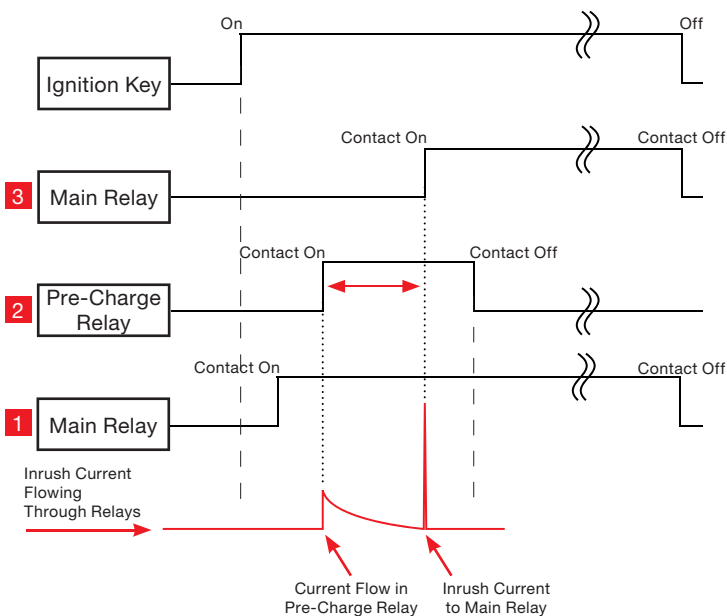 On
Off
Ignition Key
Contact On
Contact Off
3
Main Relay
Contact On
Contact Off
2
Pre-Charge
Relay
Contact On
Contact Off
1
Main Relay
Inrush Current
Flowing
Through Relays
Current Flow in
Pre-Charge Relay
Inrush Current
to Main Relay